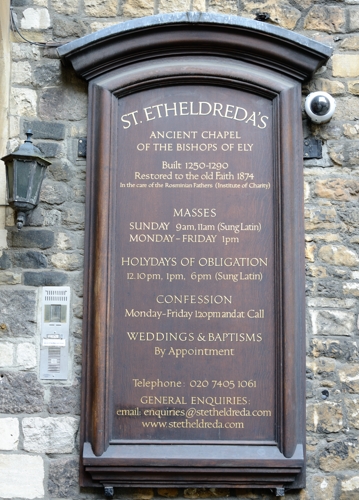 ST. ETHELDREDA'S
ANCIENT CHAPEL
OF THE BISHOPS OF ELY
Built 1250-1290
Restored to the old Faith 1874
In the care of the Rosminian Fathers (Institute of Charity)
MASSES
SUNDAY 9am, 11am (Sung Latin)
MONDAY-FRIDAY 1pm
HOLYDAYS OF OBLIGATION
12.10pm, 1pm, 6pm (Sung Latin)
CONFESSION
Monday-Friday 1.20pm and at Call
WEDDINGS & BAPTISMS
By Appointment
Telephone: 020 7405 1061
GENERAL ENQUIRIES:
email: enquiries@stetheldreda.com
www.stetheldreda.com